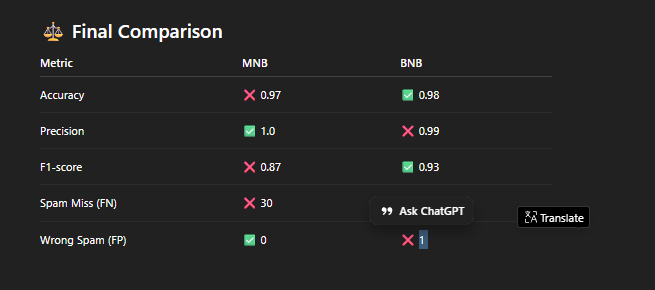 ⚖️ Final Comparison
Metric MNB BNB
Accuracy ❌ 0.97 ✅ 0.98
Precision ✅ 1.0 ❌ 0.99
F1-score ❌ 0.87 ✅ 0.93
Spam Miss (FN) ❌ 30
Ask ChatGPT
Translate
Wrong Spam (FP) ✅ 0 ❌ 1